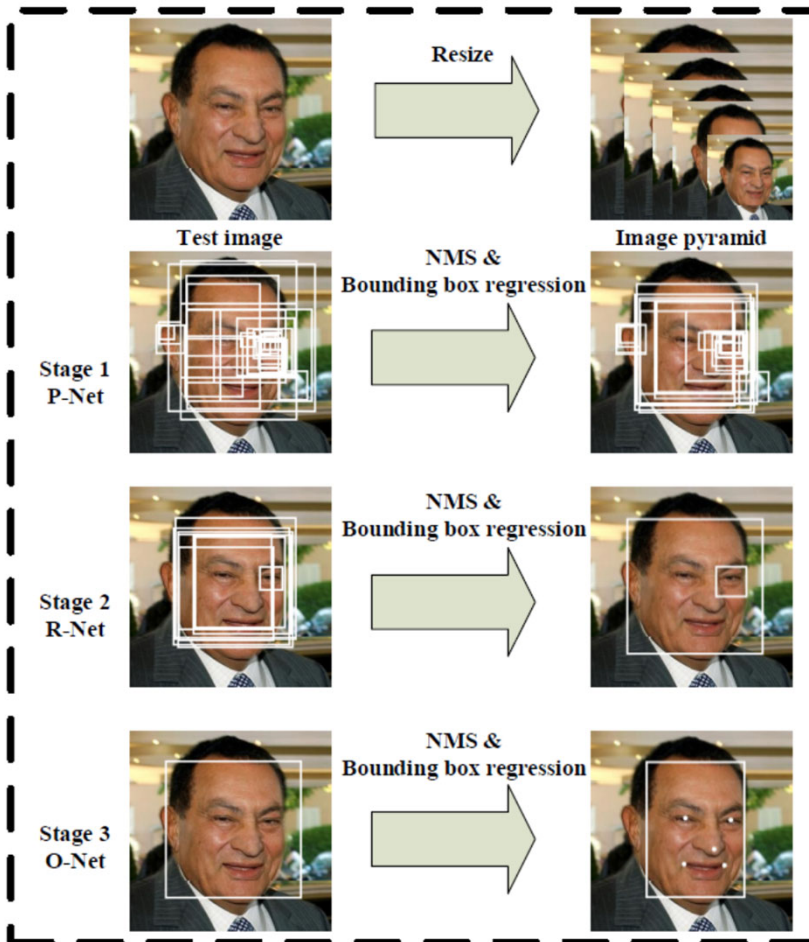 Resize
Test image
Image pyramid
NMS &
Bounding box regression
Stage 1
P-Net
NMS &
Bounding box regression
Stage 2
R-Net
NMS &
Bounding box regression
Stage 3
O-Net